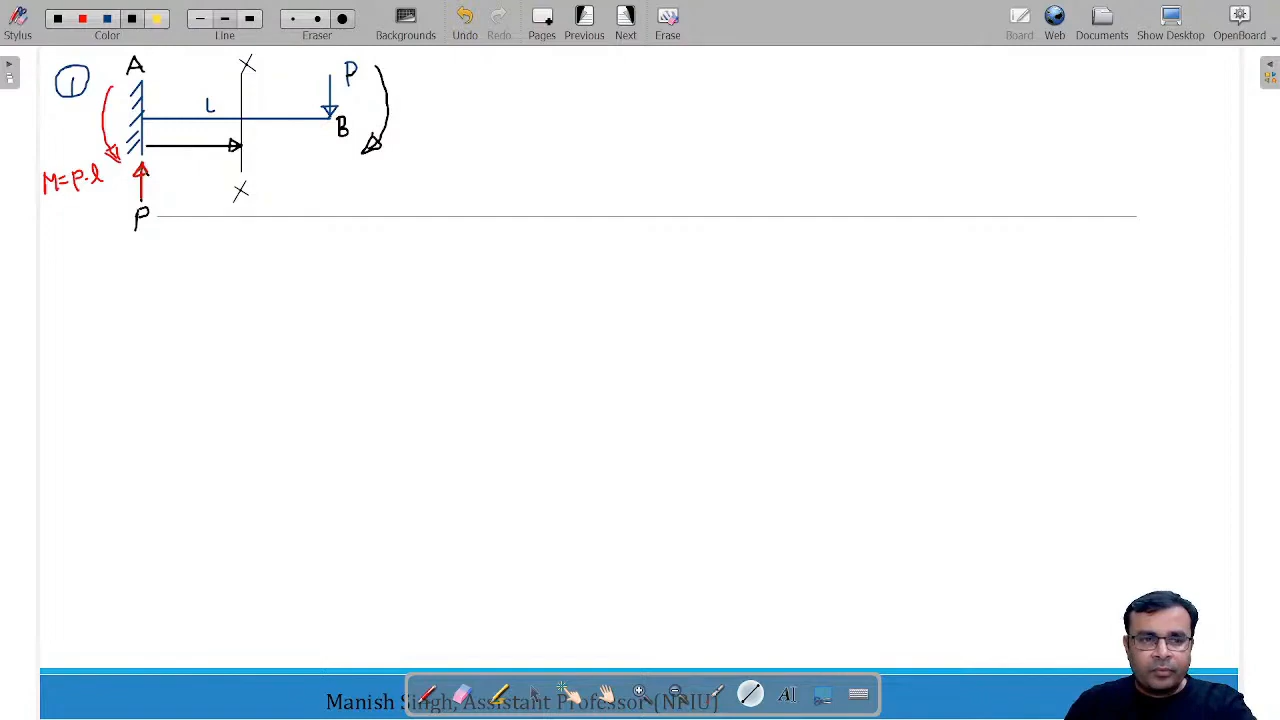 Stylus
Color
Line
Eraser
Backgrounds
Undo
Redo
Pages
Previous
Next
Erase
Board
Web
Documents
Show Desktop
OpenBoard
1
A
X
P
L
B
M=P.l
X
P
Manish Singh, Assistant Professor (NPIU)
AI